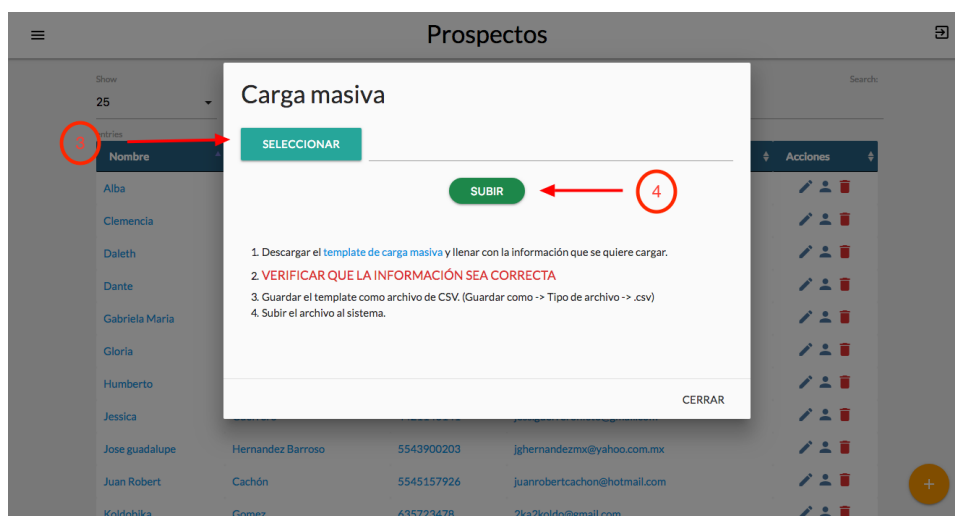 Prospectos
Show
Search:
25
entries
3
Carga masiva
SELECCIONAR
SUBIR
4
1. Descargar el template de carga masiva y llenar con la información que se quiere cargar.
2. VERIFICAR QUE LA INFORMACIÓN SEA CORRECTA
3. Guardar el template como archivo de CSV. (Guardar como -> Tipo de archivo -> .csv)
4. Subir el archivo al sistema.
CERRAR
Nombre Acciones
Alba
Clemencia
Daleth
Dante
Gabriela Maria
Gloria
Humberto
Jessica
Jose guadalupe Hernandez Barroso 5543900203 jghernandezmx@yahoo.com.mx
Juan Robert Cachón 5545157926 juanrobertcachon@hotmail.com
Koldobika Gomez 635723478 2ka2koldo@gmail.com